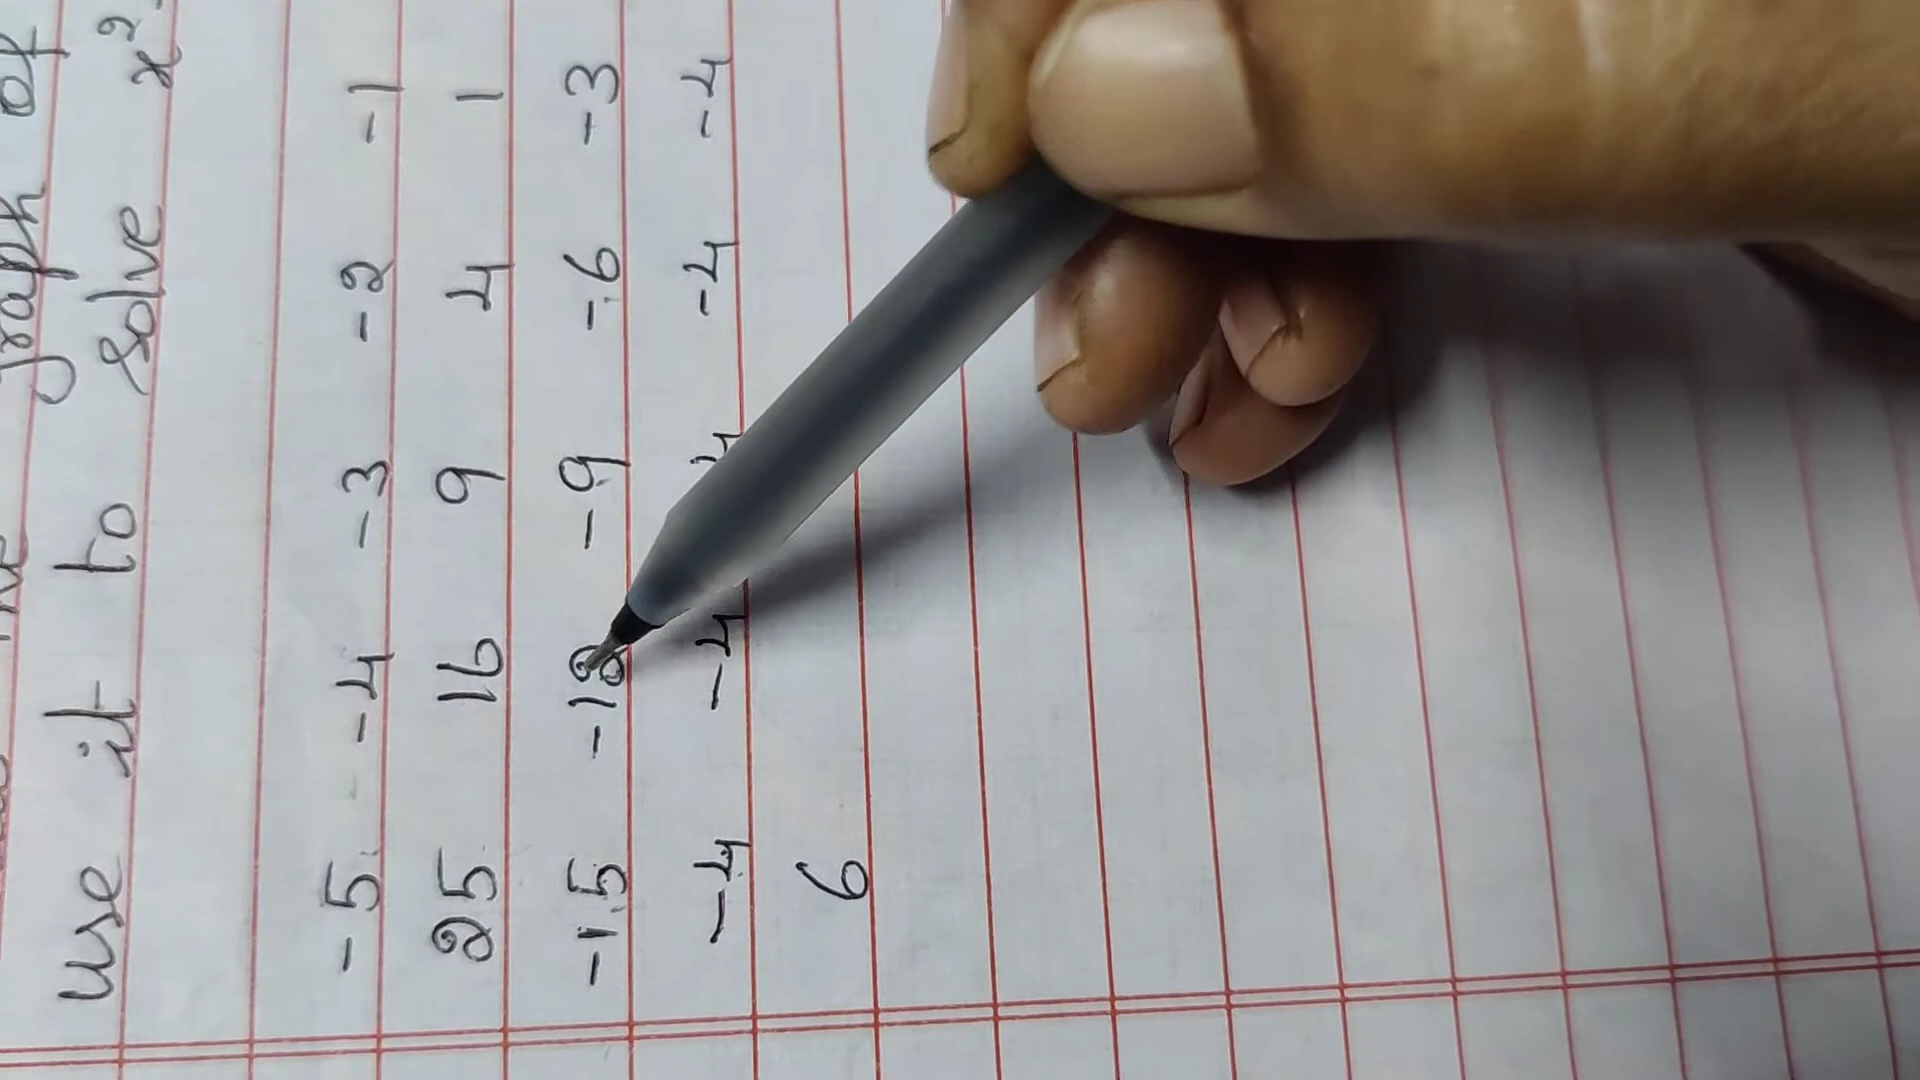 graph of
use it to solve x²
-5 -4 -3 -2 -1
25 16 9 4 1
-15 -12 -9 -6 -3
-4 -4 -4 -4
6